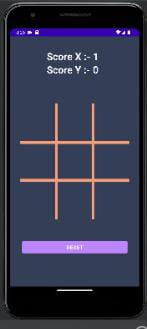 Score X :- 1
Score Y :- 0
RESET